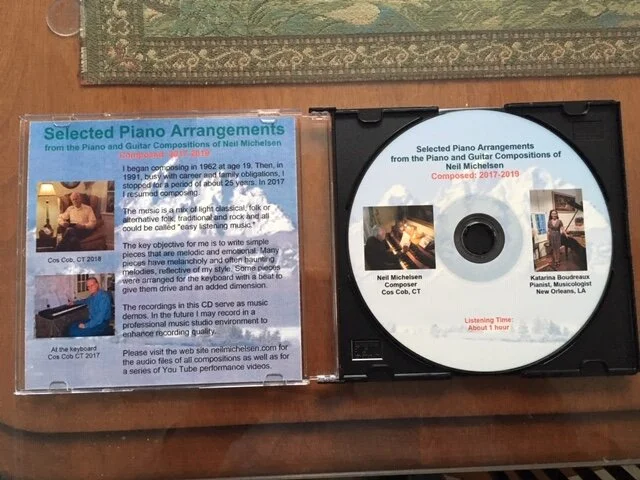 Selected Piano Arrangements
from the Piano and Guitar Compositions of Neil Michelsen
Composed: 2017-2019
I began composing in 1962 at age 19. Then, in
1991, busy with career and family obligations, I
stopped for a period of about 25 years. In 2017
I resumed composing.
The music is a mix of light classical, folk or
alternative folk, traditional and rock and all
could be called "easy listening music."
Cos Cob, CT 2018
The key objective for me is to write simple
pieces that are melodic and emotional. Many
pieces have melancholy and often haunting
melodies, reflective of my style. Some pieces
were arranged for the keyboard with a beat to
give them drive and an added dimension.
The recordings in this CD serve as music
demos. In the future I may record in a
professional music studio environment to
enhance recording quality.
At the keyboard
Cos Cob CT 2017
Please visit the web site neilmichelsen.com for
the audio files of all compositions as well as for
a series of You Tube performance videos.
Selected Piano Arrangements
from the Piano and Guitar Compositions of
Neil Michelsen
Composed: 2017-2019
Neil Michelsen
Composer
Cos Cob, CT
Katarina Boudreaux
Pianist, Musicologist
New Orleans, LA
Listening Time:
About 1 hour